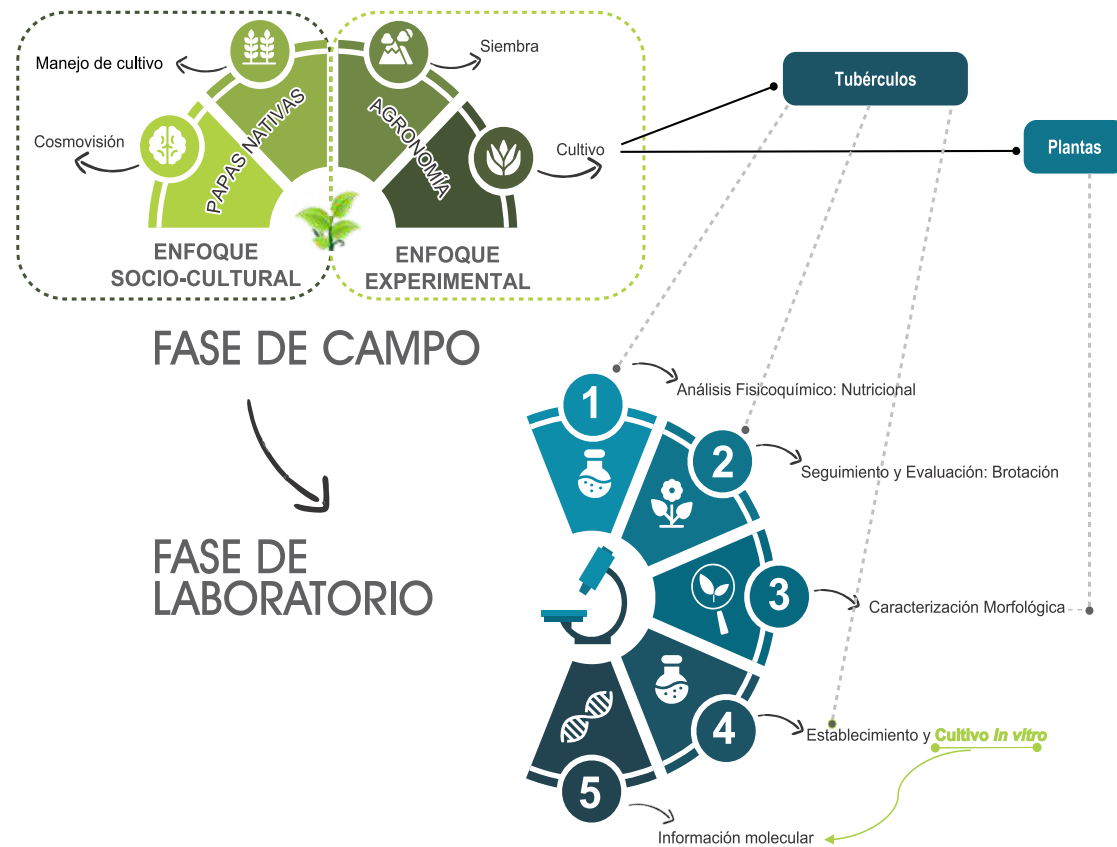 Manejo de cultivo
Siembra
Cosmovisión
Cultivo
PAPAS NATIVAS
AGRONOMÍA
ENFOQUE
SOCIO-CULTURAL
ENFOQUE
EXPERIMENTAL
Tubérculos
Plantas
FASE DE CAMPO
FASE DE
LABORATORIO
1
Análisis Fisicoquímico: Nutricional
2
Seguimiento y Evaluación: Brotación
3
Caracterización Morfológica
4
Establecimiento y Cultivo In vitro
5
Información molecular